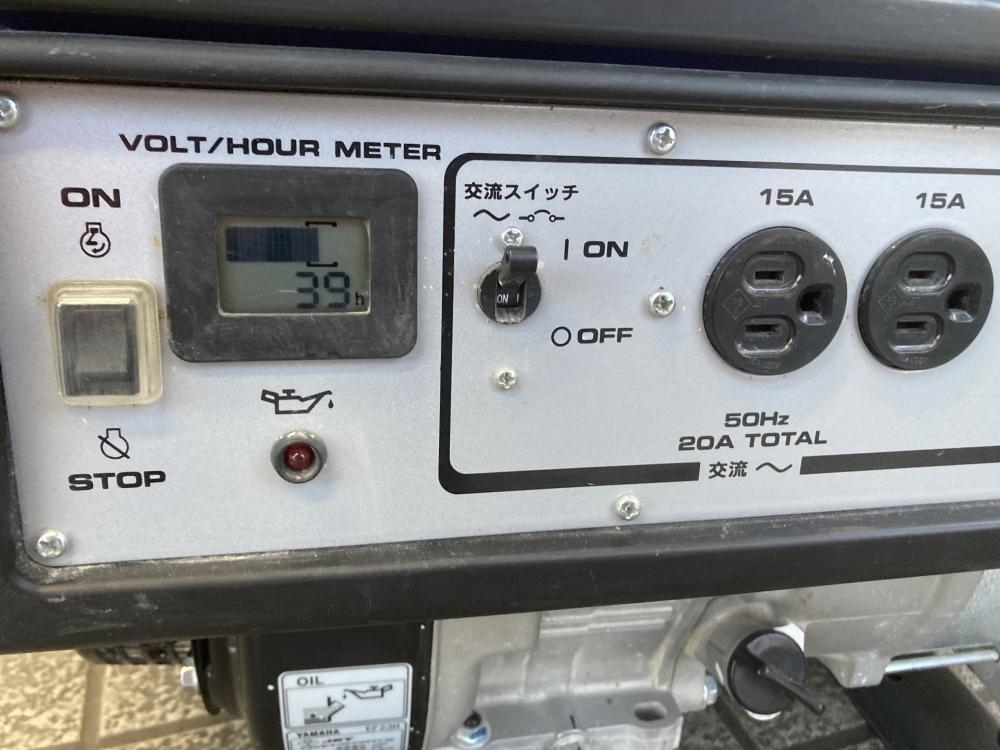 VOLT/HOUR METER
ON
39h
STOP
交流スイッチ
ON
ON
OFF
15A
15A
50Hz
20A TOTAL
交流
OIL
YAMAHA